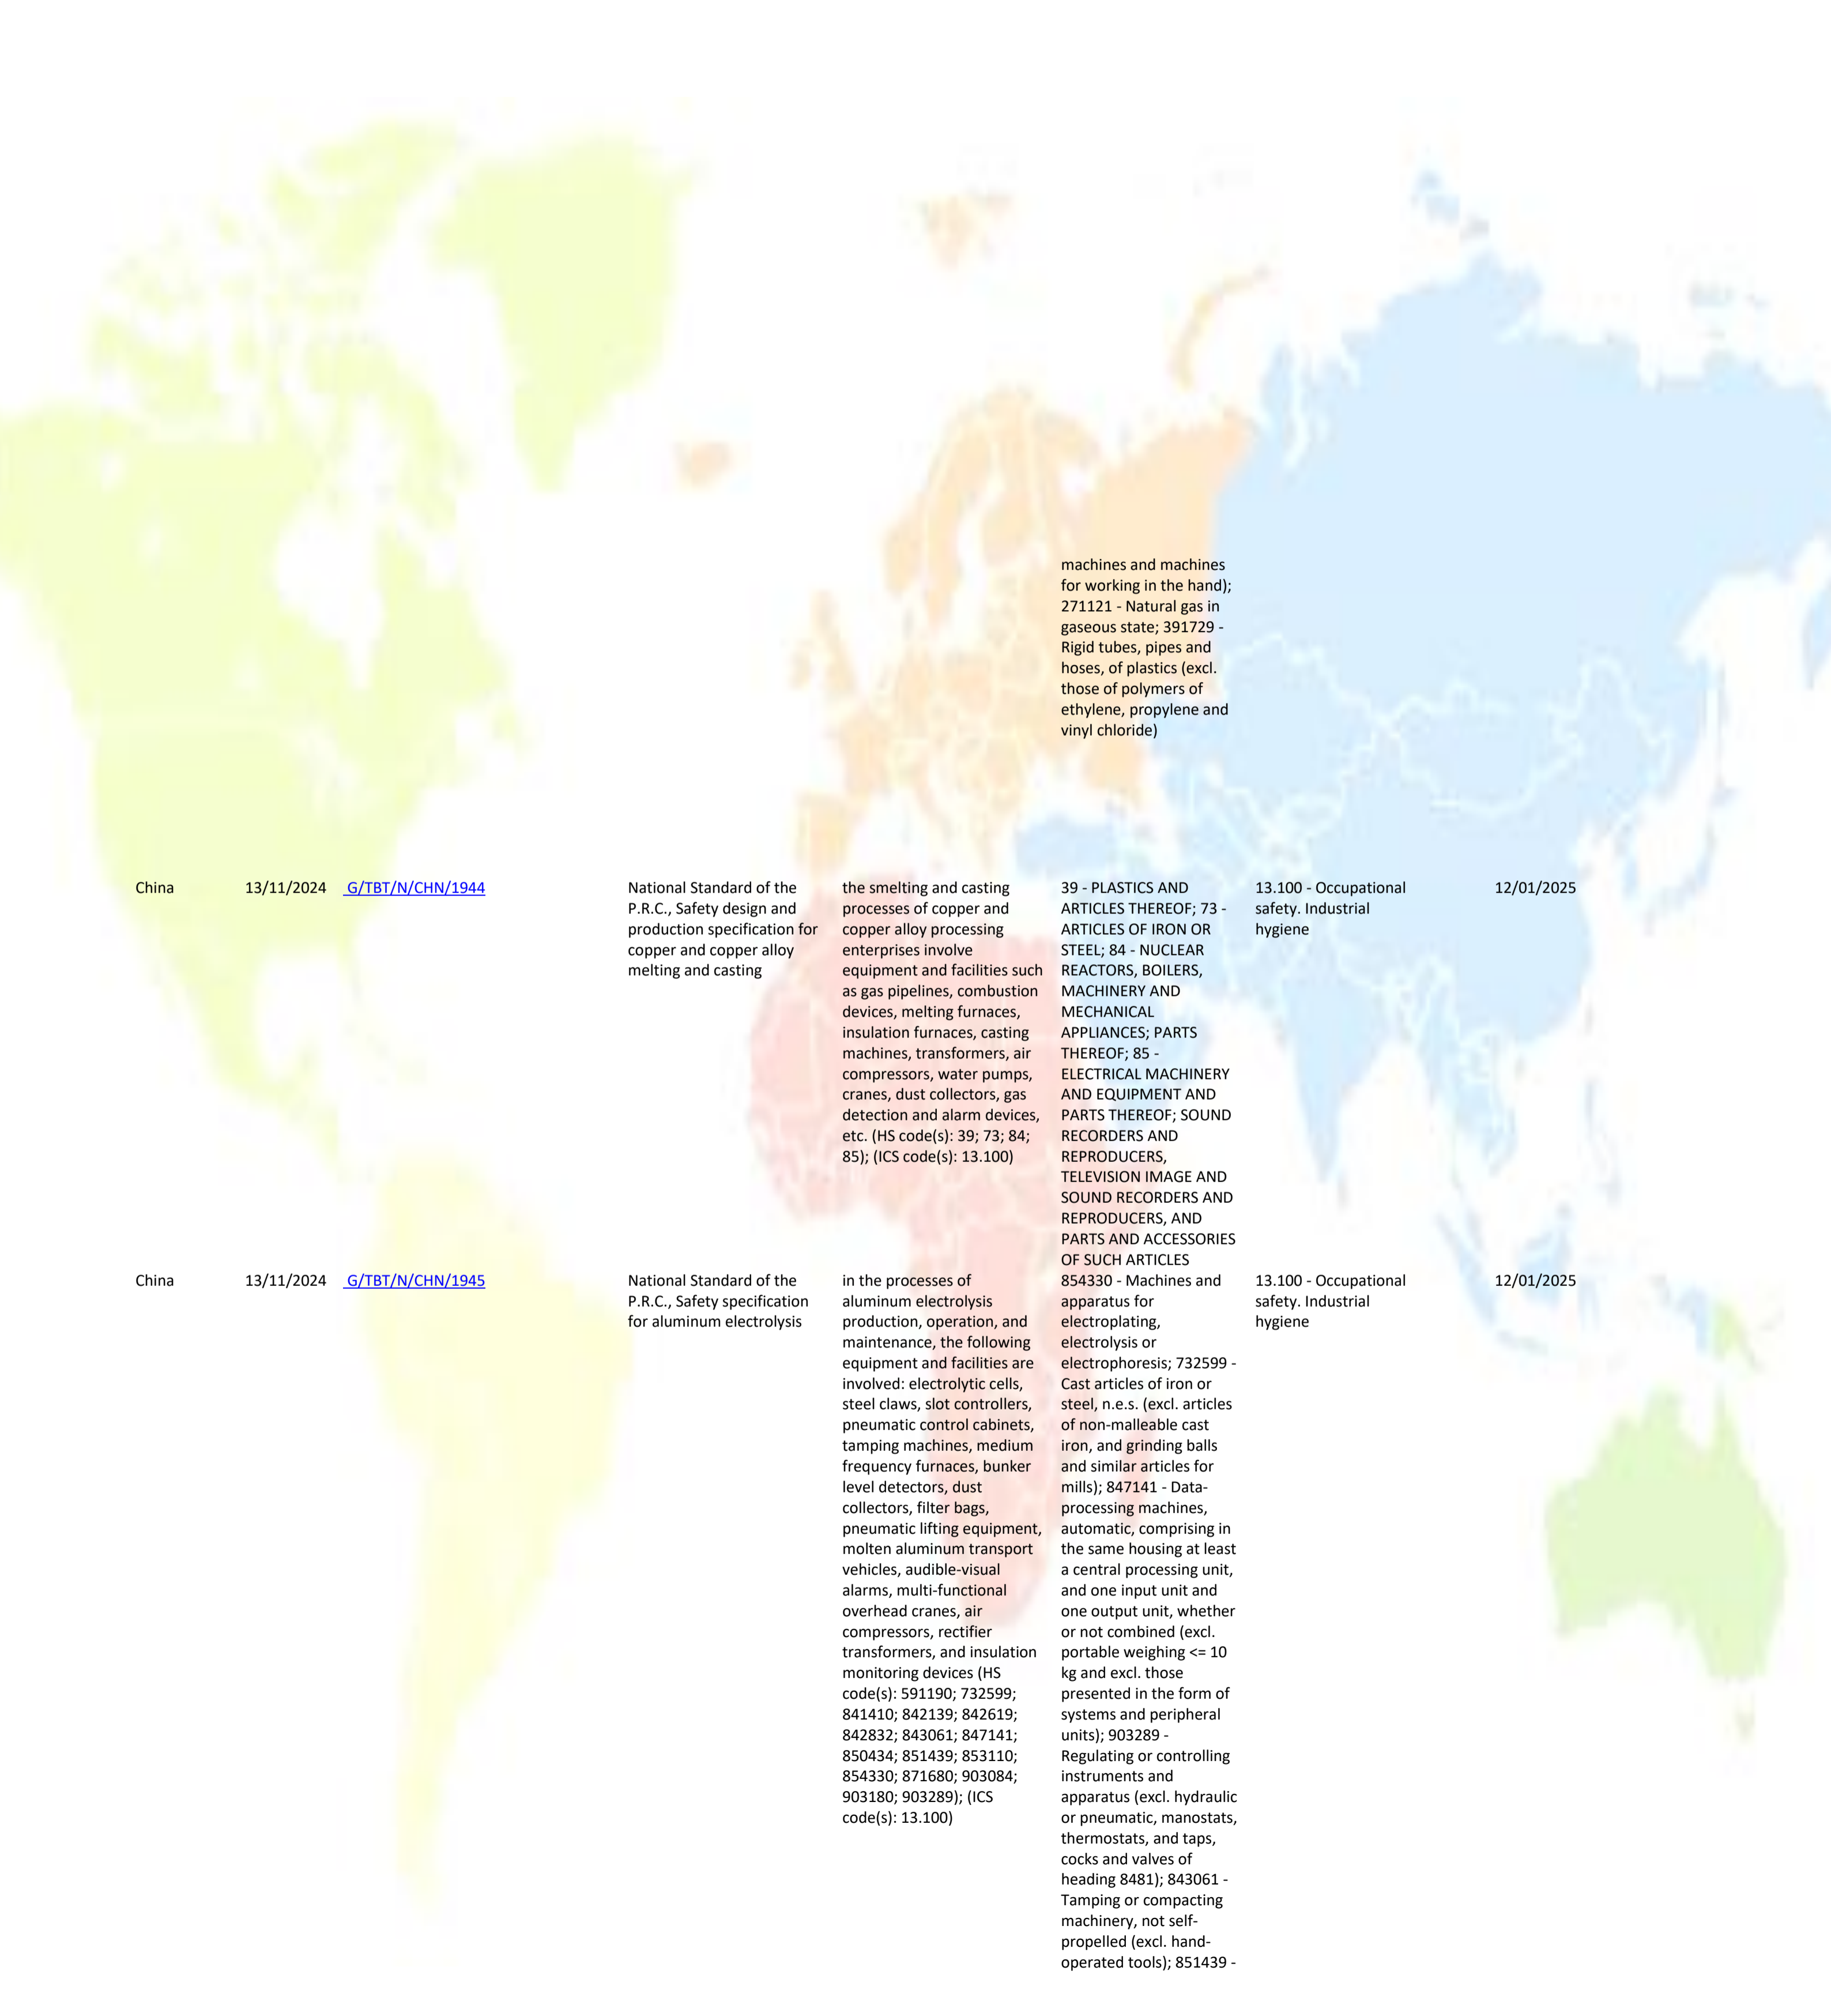 machines and machines
for working in the hand);
271121 - Natural gas in
gaseous state; 391729 -
Rigid tubes, pipes and
hoses, of plastics (excl.
those of polymers of
ethylene, propylene and
vinyl chloride)
China
13/11/2024
G/TBT/N/CHN/1944
National Standard of the
P.R.C., Safety design and
production specification for
copper and copper alloy
melting and casting
the smelting and casting
processes of copper and
copper alloy processing
enterprises involve
equipment and facilities such
as gas pipelines, combustion
devices, melting furnaces,
insulation furnaces, casting
machines, transformers, air
compressors, water pumps,
cranes, dust collectors, gas
detection and alarm devices,
etc. (HS code(s): 39; 73; 84;
85); (ICS code(s): 13.100)
39 - PLASTICS AND
ARTICLES THEREOF; 73 -
ARTICLES OF IRON OR
STEEL; 84 - NUCLEAR
REACTORS, BOILERS,
MACHINERY AND
MECHANICAL
APPLIANCES; PARTS
THEREOF; 85 -
ELECTRICAL MACHINERY
AND EQUIPMENT AND
PARTS THEREOF; SOUND
RECORDERS AND
REPRODUCERS,
TELEVISION IMAGE AND
SOUND RECORDERS AND
REPRODUCERS, AND
PARTS AND ACCESSORIES
OF SUCH ARTICLES
13.100 - Occupational
safety. Industrial
hygiene
12/01/2025
China
13/11/2024
G/TBT/N/CHN/1945
National Standard of the
P.R.C., Safety specification
for aluminum electrolysis
in the processes of
aluminum electrolysis
production, operation, and
maintenance, the following
equipment and facilities are
involved: electrolytic cells,
steel claws, slot controllers,
pneumatic control cabinets,
tamping machines, medium
frequency furnaces, bunker
level detectors, dust
collectors, filter bags,
pneumatic lifting equipment,
molten aluminum transport
vehicles, audible-visual
alarms, multi-functional
overhead cranes, air
compressors, rectifier
transformers, and insulation
monitoring devices (HS
code(s): 591190; 732599;
841410; 842139; 842619;
842832; 843061; 847141;
850434; 851439; 853110;
854330; 871680; 903084;
903180; 903289); (ICS
code(s): 13.100)
854330 - Machines and
apparatus for
electroplating,
electrolysis or
electrophoresis; 732599 -
Cast articles of iron or
steel, n.e.s. (excl. articles
of non-malleable cast
iron, and grinding balls
and similar articles for
mills); 847141 - Data-
processing machines,
automatic, comprising in
the same housing at least
a central processing unit,
and one input unit and
one output unit, whether
or not combined (excl.
portable weighing <= 10
kg and excl. those
presented in the form of
systems and peripheral
units); 903289 -
Regulating or controlling
instruments and
apparatus (excl. hydraulic
or pneumatic, manostats,
thermostats, and taps,
cocks and valves of
heading 8481); 843061 -
Tamping or compacting
machinery, not self-
propelled (excl. hand-
operated tools); 851439 -
13.100 - Occupational
safety. Industrial
hygiene
12/01/2025